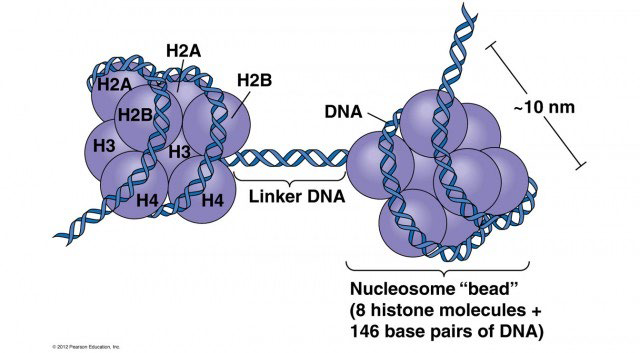 H2A
H2A
H2B
H2B
H3
H3
H4
H4
DNA
Linker DNA
~10 nm
Nucleosome “bead”
(8 histone molecules +
146 base pairs of DNA)
© 2012 Pearson Education, Inc.